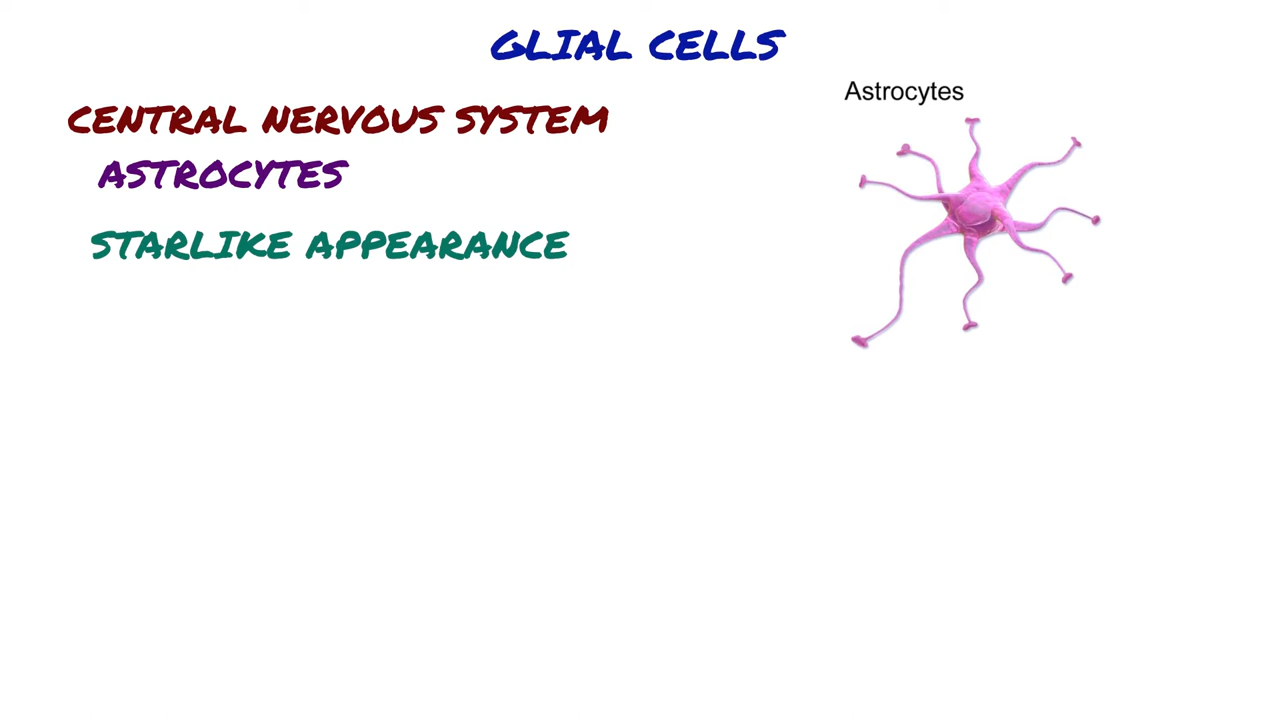 GLIAL CELLS
CENTRAL NERVOUS SYSTEM
ASTROCYTES
STARLIKE APPEARANCE
Astrocytes